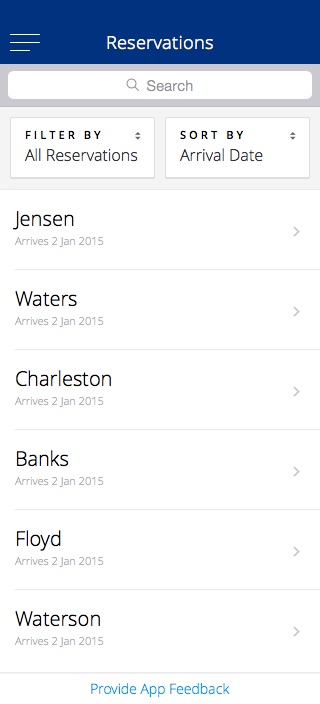 Reservations
Search
FILTER BY
All Reservations
SORT BY
Arrival Date
Jensen
Arrives 2 Jan 2015
Waters
Arrives 2 Jan 2015
Charleston
Arrives 2 Jan 2015
Banks
Arrives 2 Jan 2015
Floyd
Arrives 2 Jan 2015
Waterson
Arrives 2 Jan 2015
Provide App Feedback